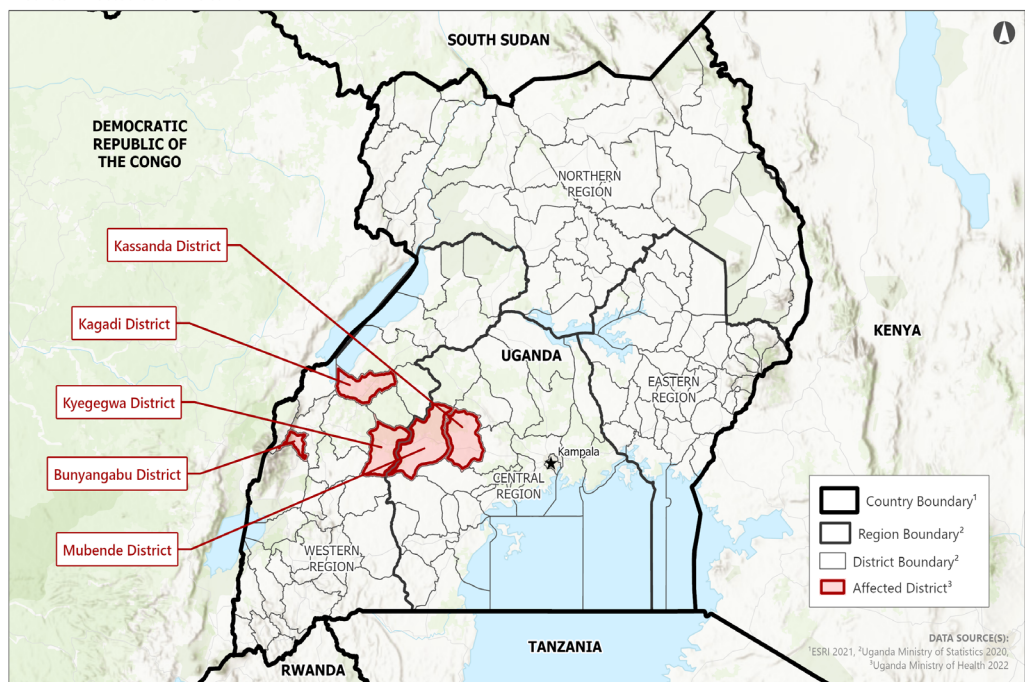 SOUTH SUDAN
DEMOCRATIC
REPUBLIC OF
THE CONGO
NORTHERN
REGION
Kassanda District
Kagadi District
KENYA
UGANDA
EASTERN
REGION
Kyegegwa District
Kampala
Bunyangabu District
CENTRAL
REGION
Mubende District
WESTERN
REGION
Country Boundary¹
Region Boundary²
District Boundary²
Affected District³
TANZANIA
RWANDA
DATA SOURCE(S):
¹ESRI 2021, ²Uganda Ministry of Statistics 2020,
³Uganda Ministry of Health 2022